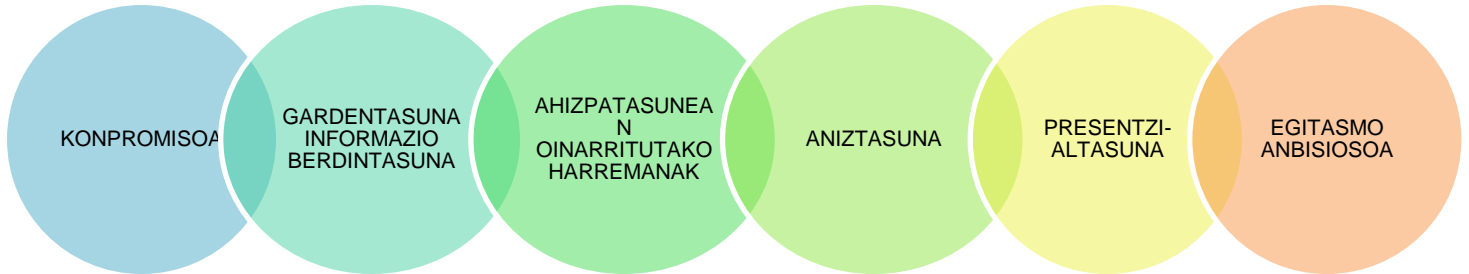 KONPROMISOA
GARDENTASUNA
INFORMAZIO
BERDINTASUNA
AHIZPATASUNEA
N
OINARRITUTAKO
HARREMANAK
ANIZTASUNA
PRESENTZI-
ALTASUNA
EGITASMO
ANBISIOSOA